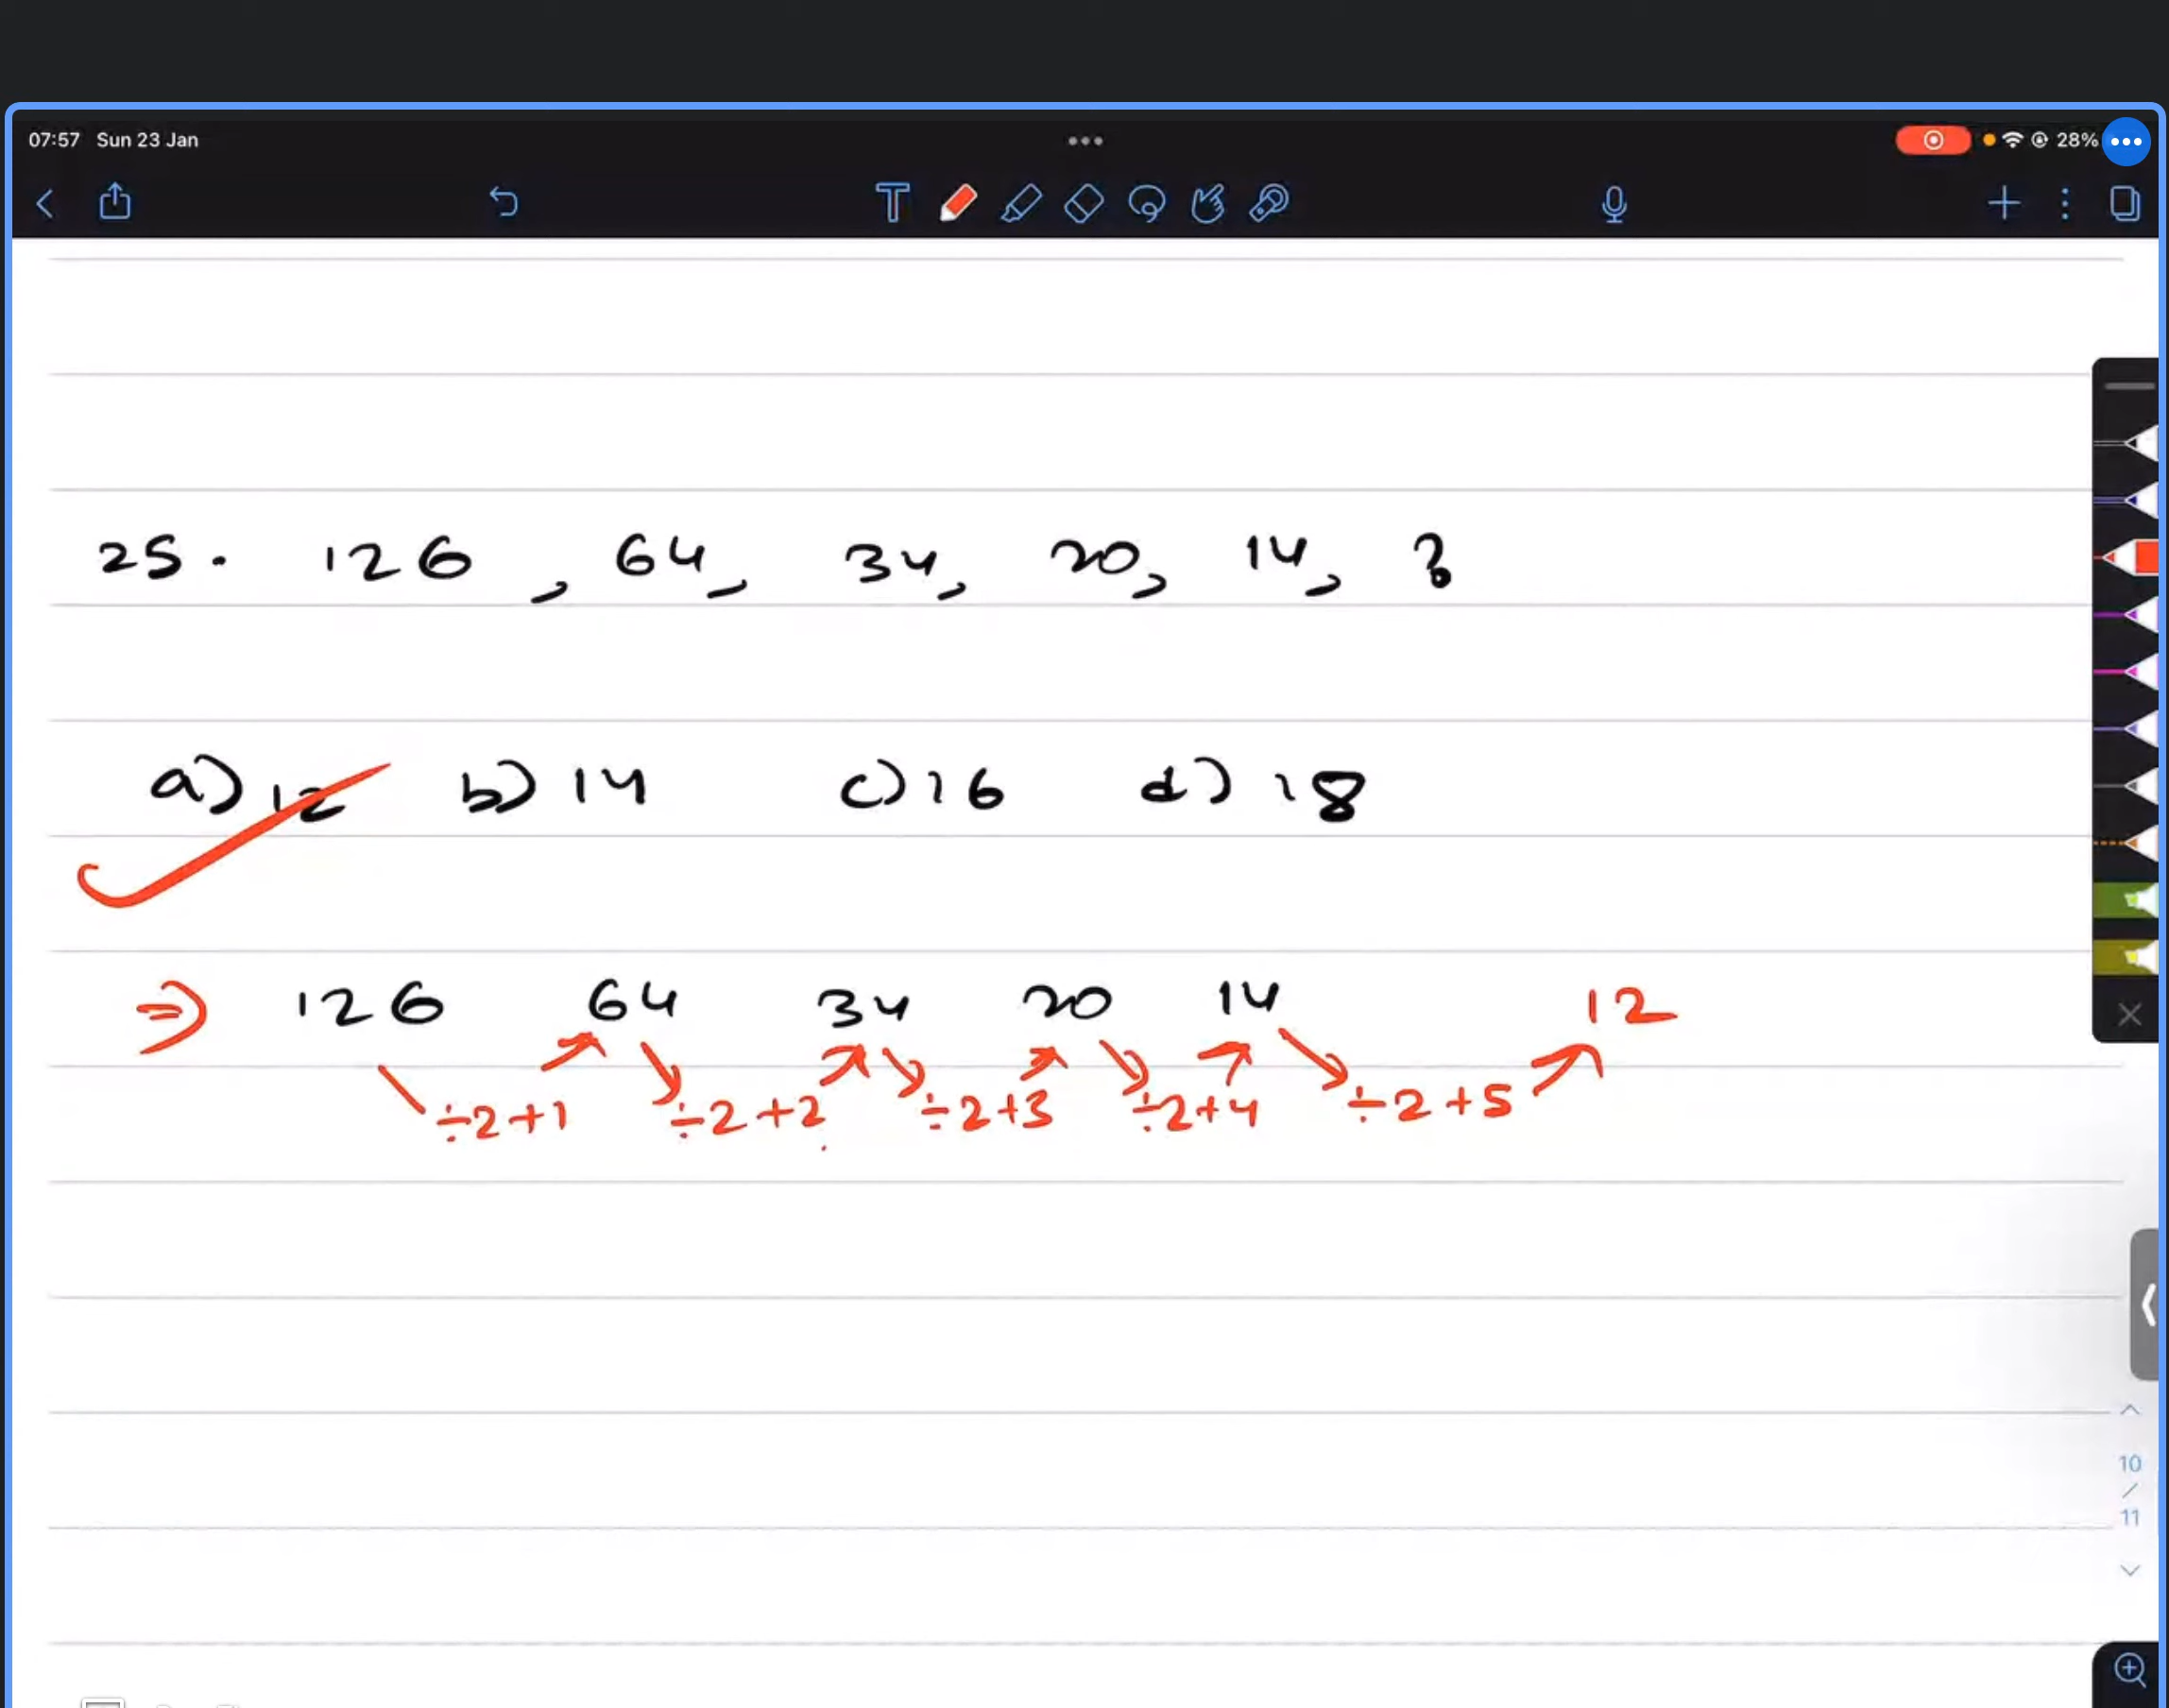 07:57 Sun 23 Jan 28%
25. 126, 64, 34, 20, 14, ?
a) 12 b) 14 c) 16 d) 18
⇒ 126 64 34 20 14 12
÷2+1 ÷2+2 ÷2+3 ÷2+4 ÷2+5
10
/
11